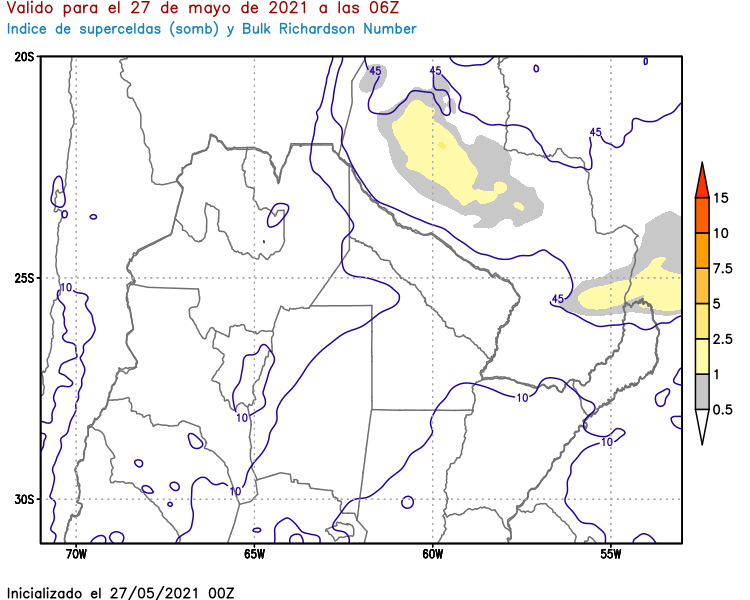 Valido para el 27 de mayo de 2021 a las 06Z
Indice de superceldas (somb) y Bulk Richardson Number
20S
25S
30S
70W
65W
60W
55W
45
45
45
45
10
10
10
10
10
15
10
7.5
5
2.5
1
0.5
Inicializado el 27/05/2021 00Z